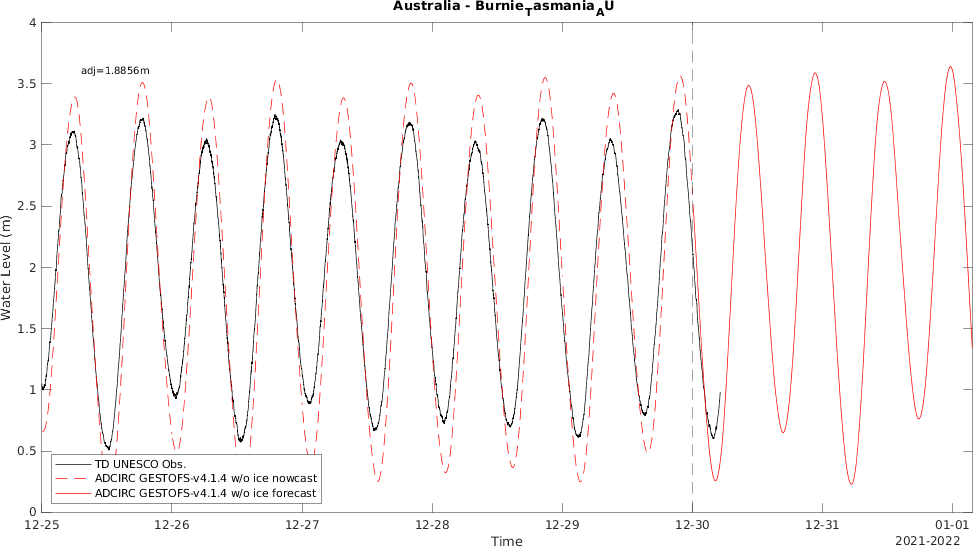 Australia - BurnieTasmaniaAU
4
adj=1.8856m
3.5
3
2.5
2
1.5
1
0.5
0
Water Level (m)
TD UNESCO Obs.
ADCIRC GESTOFS-v4.1.4 w/o ice nowcast
ADCIRC GESTOFS-v4.1.4 w/o ice forecast
12-25 12-26 12-27 12-28 12-29 12-30 12-31 01-01
Time
2021-2022